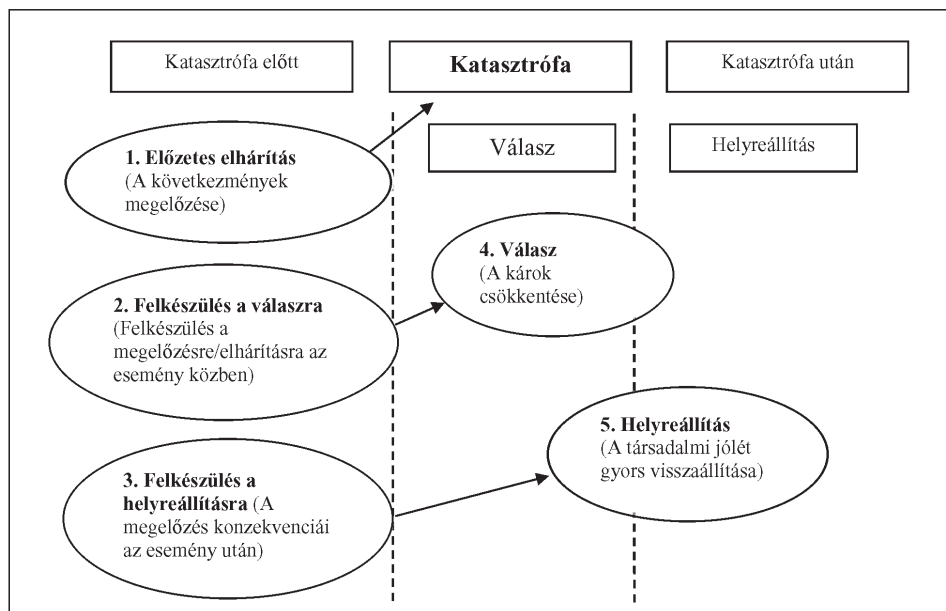 Katasztrófa előtt
Katasztrófa
Katasztrófa után
Válasz
Helyreállítás
1. Előzetes elhárítás
(A következmények
megelőzése)
4. Válasz
(A károk
csökkentése)
2. Felkészülés a válaszra
(Felkészülés a
megelőzésre/elhárításra az
esemény közben)
5. Helyreállítás
(A társadalmi jólét
gyors visszaállítása)
3. Felkészülés a
helyreállításra (A
megelőzés konzekvenciái
az esemény után)